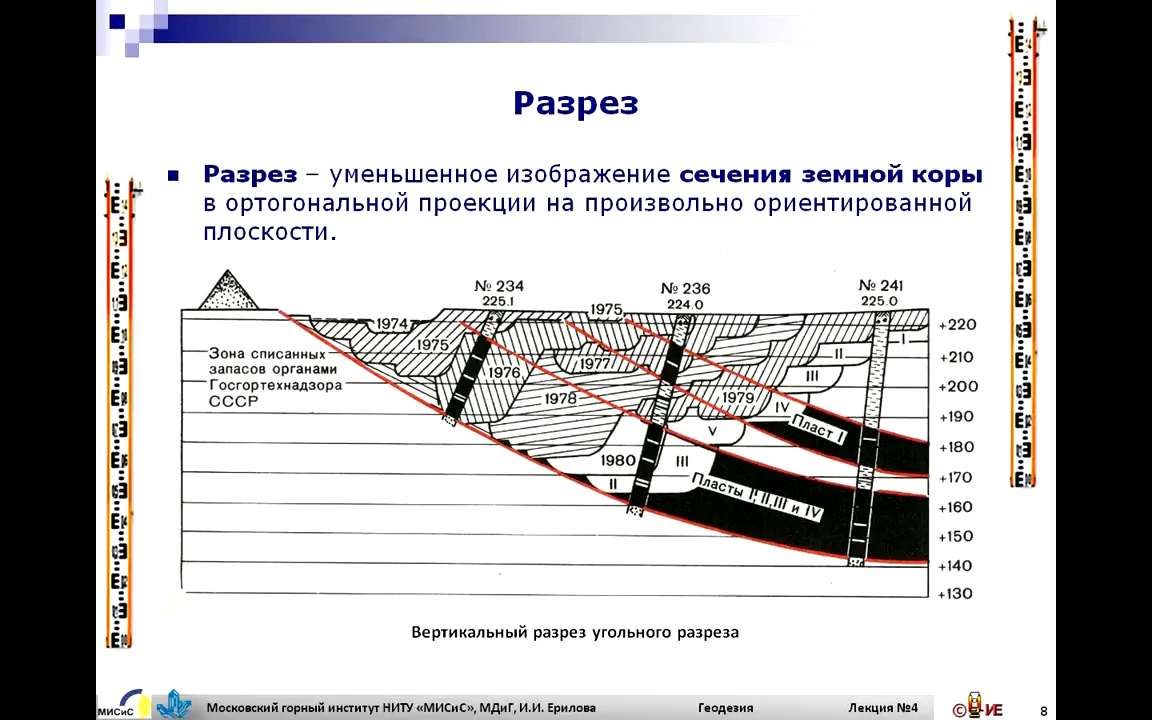 Разрез
Разрез – уменьшенное изображение сечения земной коры
в ортогональной проекции на произвольно ориентированной
плоскости.
№ 234
225.1
№ 236
224.0
№ 241
225.0
1974
1975
1975
1976
1977
1978
1979
1980
I
II
III
IV
V
III
II
Зона списанных
запасов органами
Госгортехнадзора
СССР
Пласт I
Пласты I, II, III и IV
+220
+210
+200
+190
+180
+170
+160
+150
+140
+130
Вертикальный разрез угольного разреза
МИСиС
Московский горный институт НИТУ «МИСиС», МДиГ, И.И. Ерилова
Геодезия
Лекция №4
© ИЕ
8